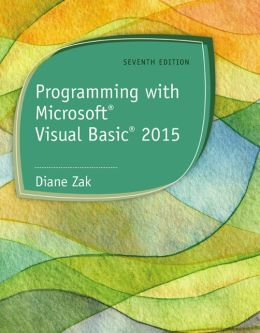 SEVENTH EDITION
Programming with
Microsoft®
Visual Basic® 2015
Diane Zak